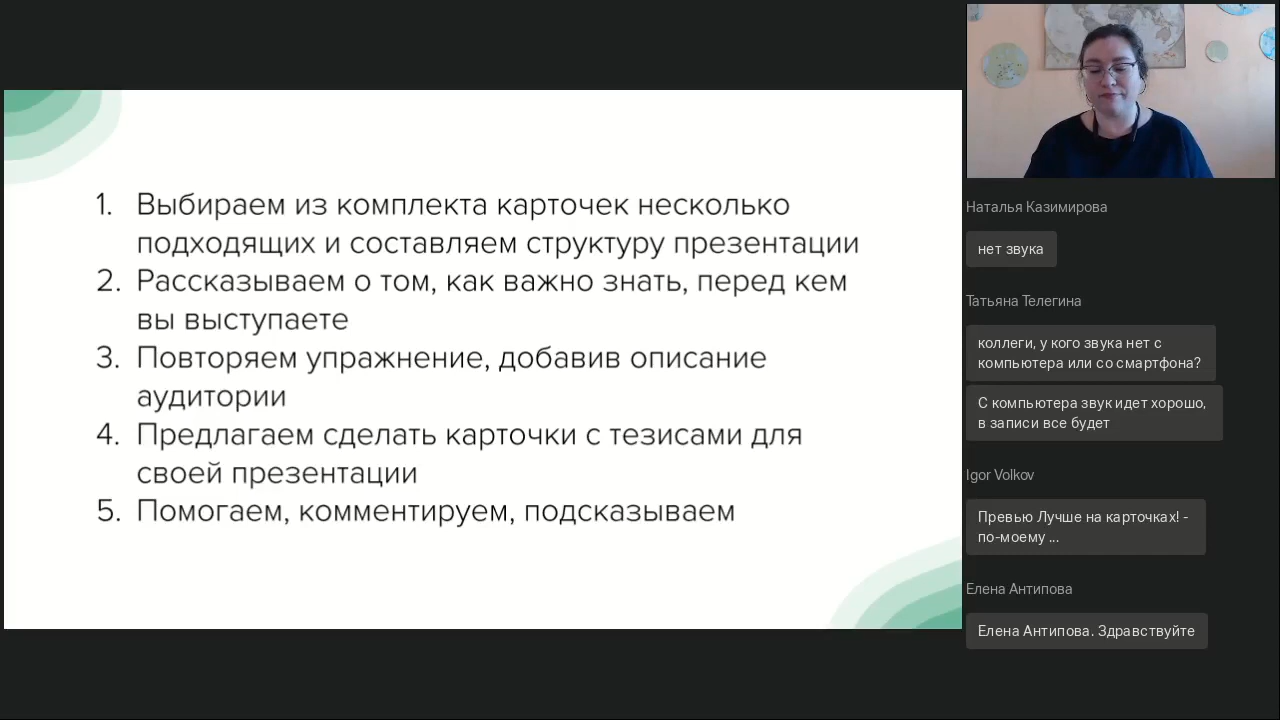 1. Выбираем из комплекта карточек несколько
подходящих и составляем структуру презентации
2. Рассказываем о том, как важно знать, перед кем
вы выступаете
3. Повторяем упражнение, добавив описание
аудитории
4. Предлагаем сделать карточки с тезисами для
своей презентации
5. Помогаем, комментируем, подсказываем
Наталья Казимирова
нет звука
Татьяна Телегина
коллеги, у кого звука нет с
компьютера или со смартфона?
С компьютера звук идет хорошо,
в записи все будет
Igor Volkov
Превью Лучше на карточках! -
по-моему ...
Елена Антипова
Елена Антипова. Здравствуйте